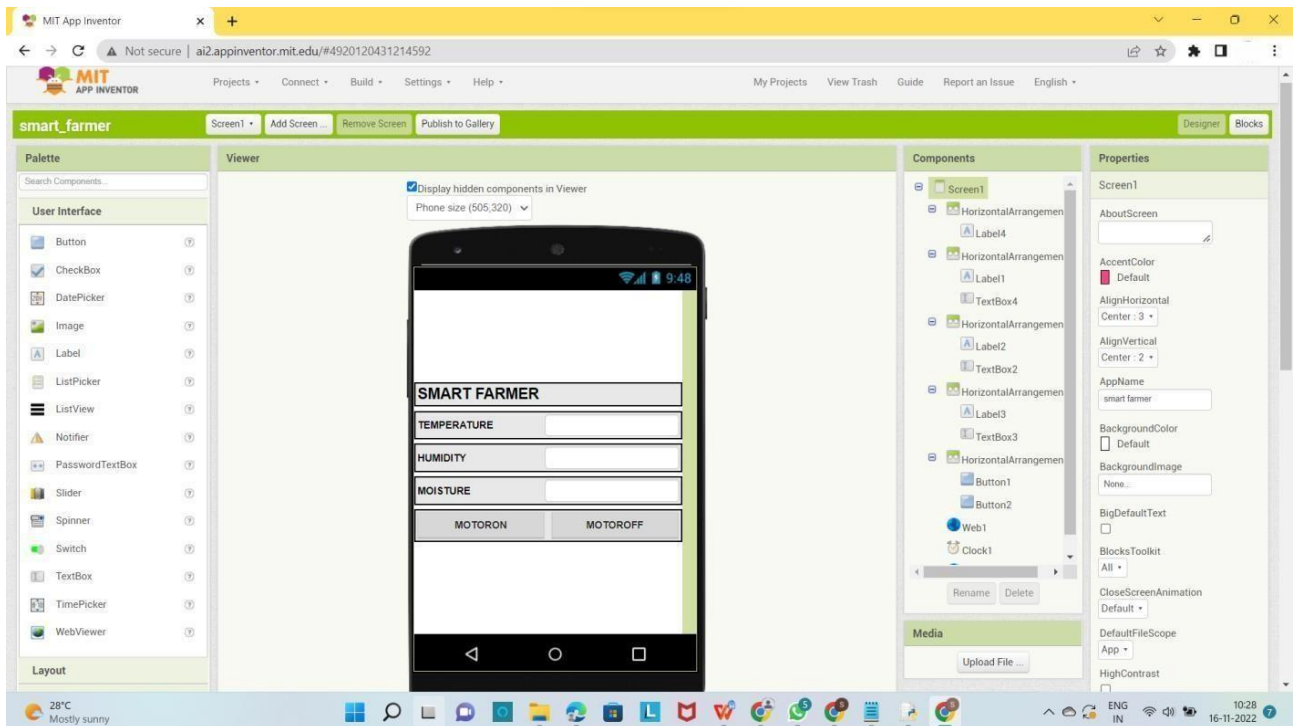 MIT App Inventor
Not secure | ai2.appinventor.mit.edu/#4920120431214592
MIT
APP INVENTOR
Projects Connect Build Settings Help My Projects View Trash Guide Report an Issue English
smart_farmer Screen1 Add Screen ... Remove Screen Publish to Gallery Designer Blocks
Palette
Search Components...
User Interface
Button
CheckBox
DatePicker
Image
Label
ListPicker
ListView
Notifier
PasswordTextBox
Slider
Spinner
Switch
TextBox
TimePicker
WebViewer
Layout
Viewer
Display hidden components in Viewer
Phone size (505,320)
9:48
SMART FARMER
TEMPERATURE
HUMIDITY
MOISTURE
MOTORON MOTOROFF
Components
Screen1
HorizontalArrangemen
Label4
HorizontalArrangemen
Label1
TextBox4
HorizontalArrangemen
Label2
TextBox2
HorizontalArrangemen
Label3
TextBox3
HorizontalArrangemen
Button1
Button2
Web1
Clock1
Rename Delete
Media
Upload File ...
Properties
Screen1
AboutScreen
AccentColor
Default
AlignHorizontal
Center : 3
AlignVertical
Center : 2
AppName
smart farmer
BackgroundColor
Default
BackgroundImage
None...
BigDefaultText
BlocksToolkit
All
CloseScreenAnimation
Default
DefaultFileScope
App
HighContrast
28°C
Mostly sunny
ENG
IN
10:28
16-11-2022
7